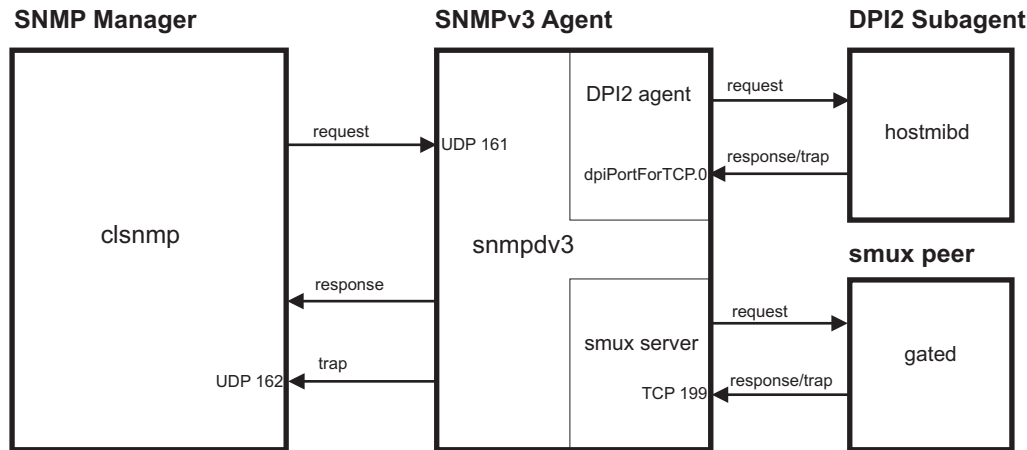 SNMP Manager
SNMPv3 Agent
DPI2 Subagent
clsnmp
request
UDP 161
DPI2 agent
request
hostmibd
response/trap
dpiPortForTCP.0
snmpdv3
smux peer
response
request
smux server
gated
trap
UDP 162
response/trap
TCP 199